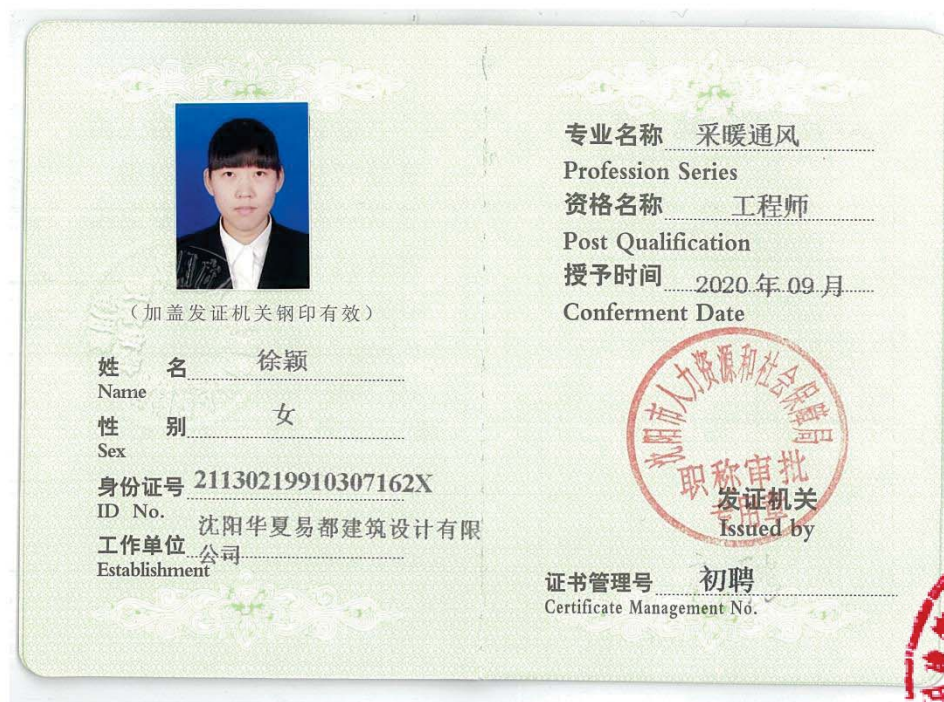 （加盖发证机关钢印有效）
姓 名 徐颖
Name
性 别 女
Sex
身份证号 21130219910307162X
ID No.
工作单位 沈阳华夏易都建筑设计有限
公司
Establishment
专业名称 采暖通风
Profession Series
资格名称 工程师
Post Qualification
授予时间 2020 年 09 月
Conferment Date
沈阳市人力资源和社会保障局
职称审批
专用章
发证机关
Issued by
证书管理号 初聘
Certificate Management No.